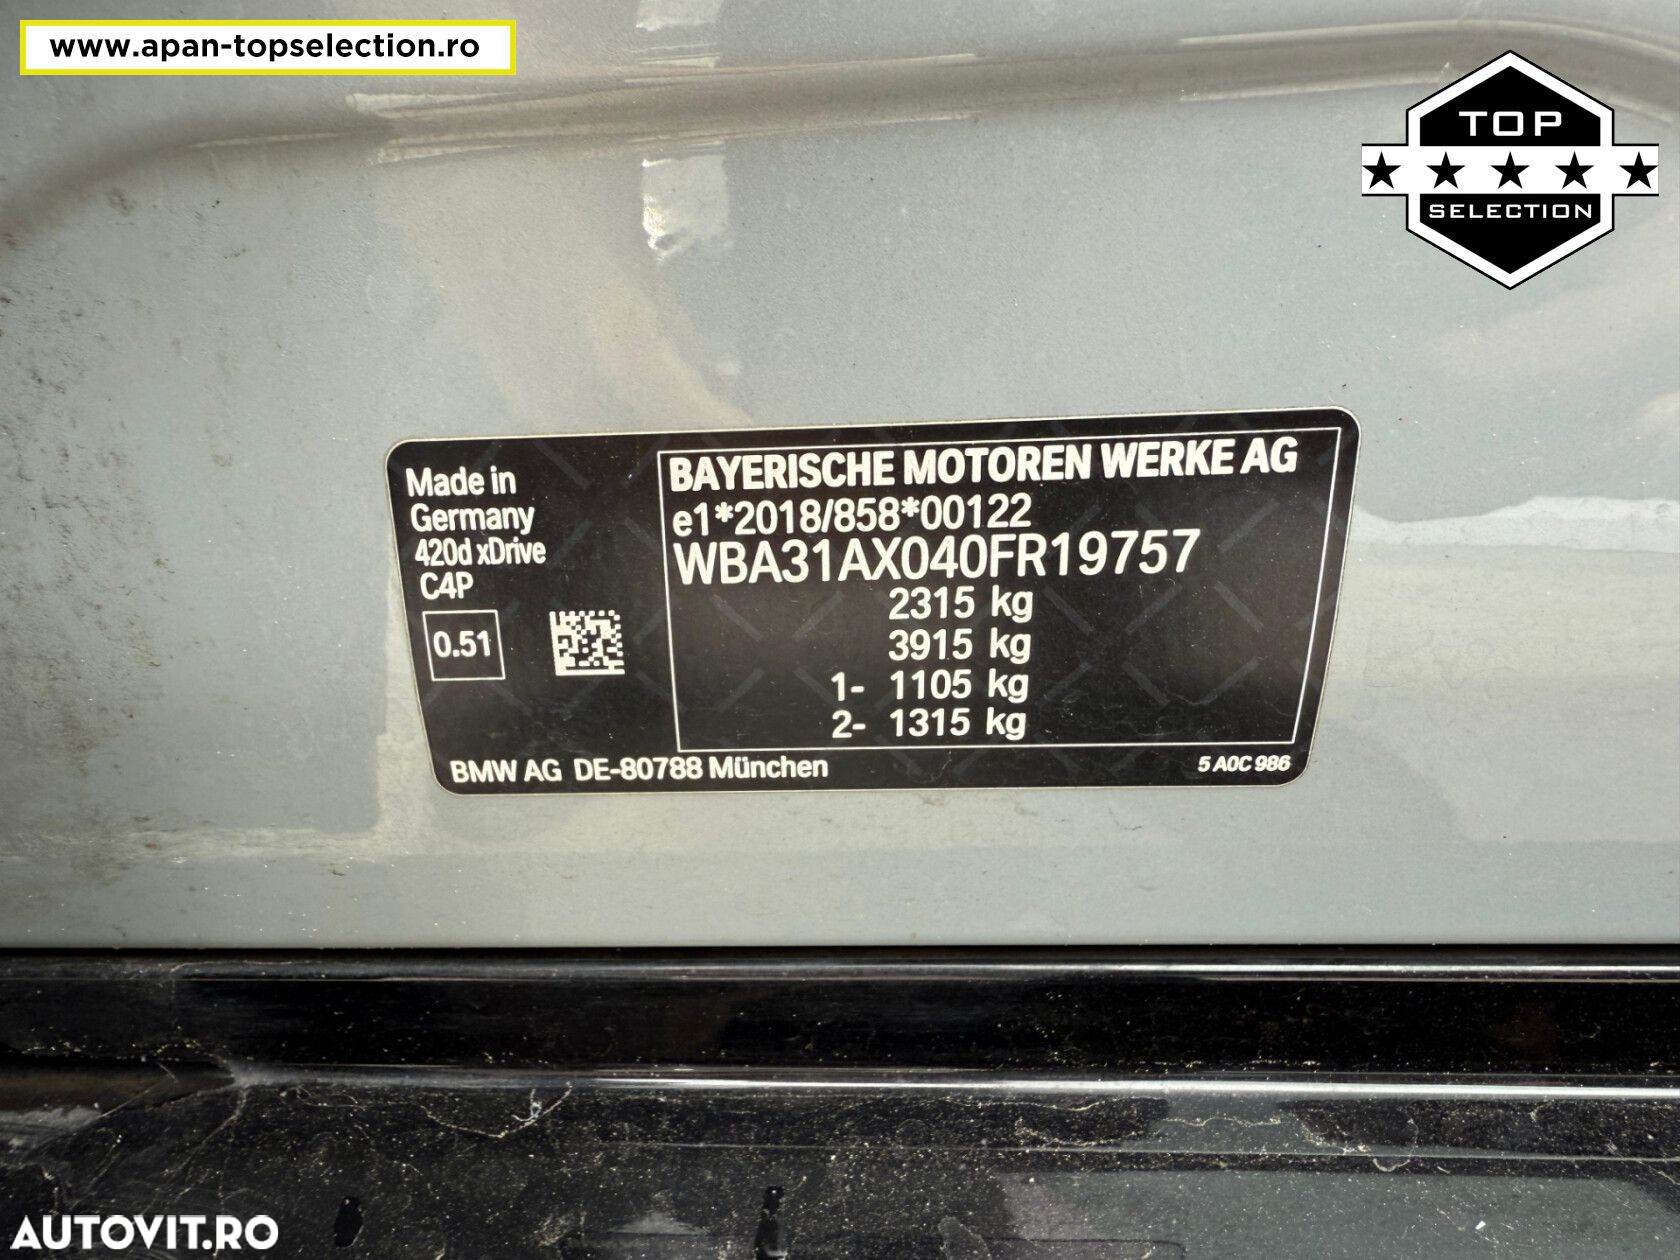 www.apan-topselection.ro
TOP
SELECTION
Made in
Germany
420d xDrive
C4P
0.51
BAYERISCHE MOTOREN WERKE AG
e1*2018/858*00122
WBA31AX040FR19757
2315 kg
3915 kg
1- 1105 kg
2- 1315 kg
BMW AG DE-80788 München
5 A0C 986
AUTOVIT.RO